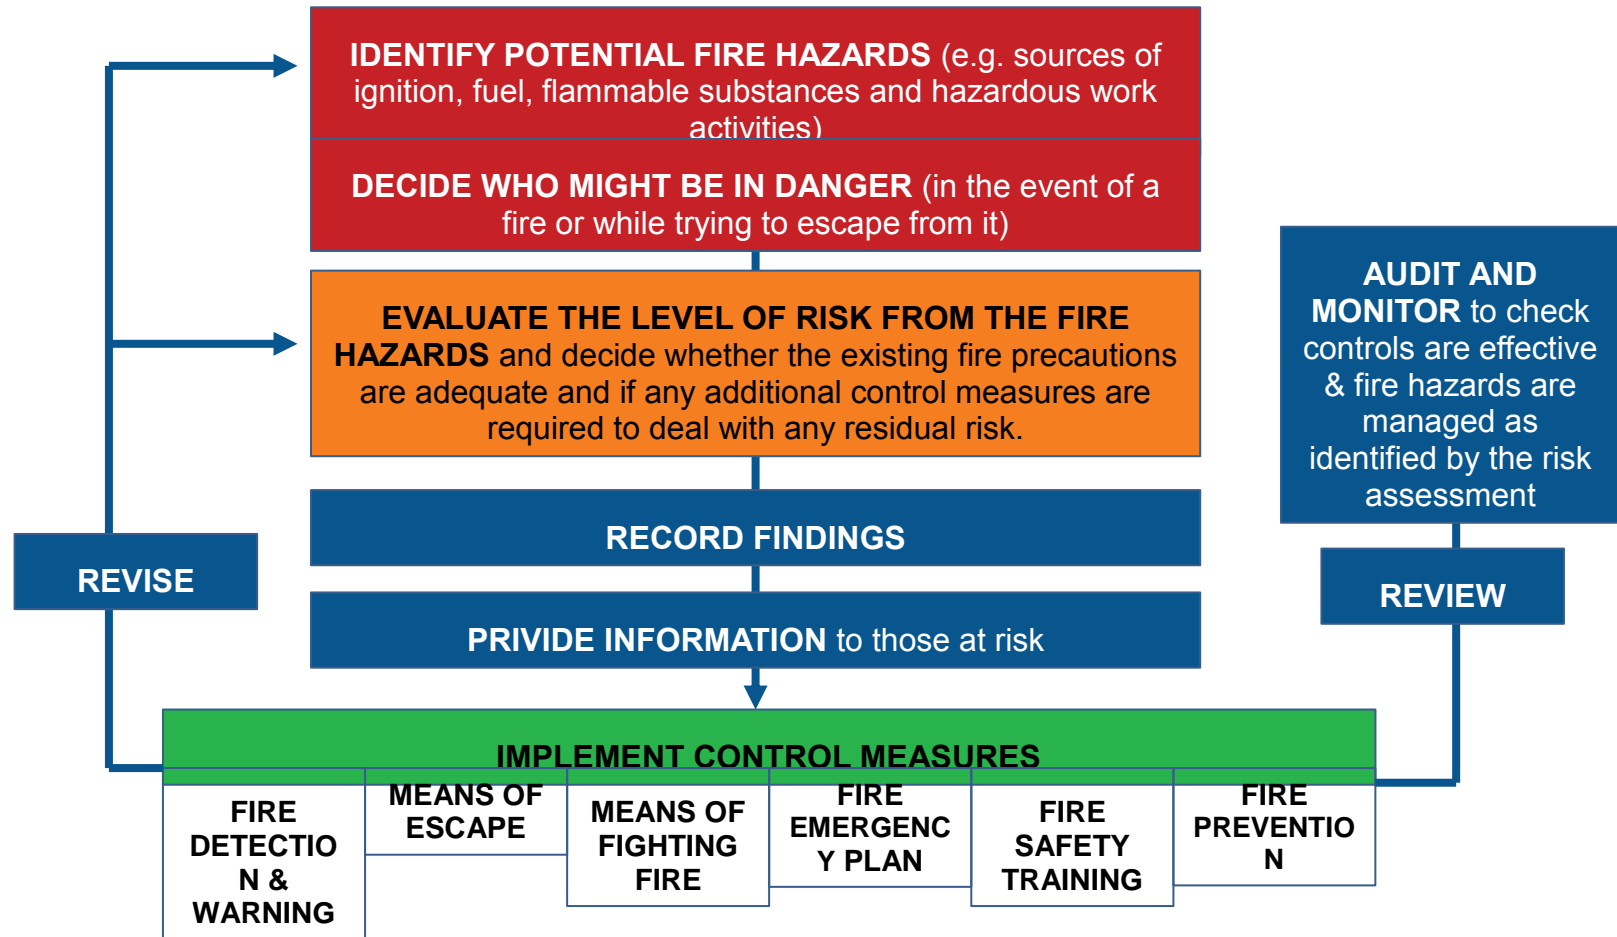 IDENTIFY POTENTIAL FIRE HAZARDS (e.g. sources of
ignition, fuel, flammable substances and hazardous work
activities)
DECIDE WHO MIGHT BE IN DANGER (in the event of a
fire or while trying to escape from it)
EVALUATE THE LEVEL OF RISK FROM THE FIRE
HAZARDS and decide whether the existing fire precautions
are adequate and if any additional control measures are
required to deal with any residual risk.
RECORD FINDINGS
PRIVIDE INFORMATION to those at risk
AUDIT AND
MONITOR to check
controls are effective
& fire hazards are
managed as
identified by the risk
assessment
REVISE
REVIEW
IMPLEMENT CONTROL MEASURES
FIRE
DETECTIO
N &
WARNING
MEANS OF
ESCAPE
MEANS OF
FIGHTING
FIRE
FIRE
EMERGENC
Y PLAN
FIRE
SAFETY
TRAINING
FIRE
PREVENTIO
N